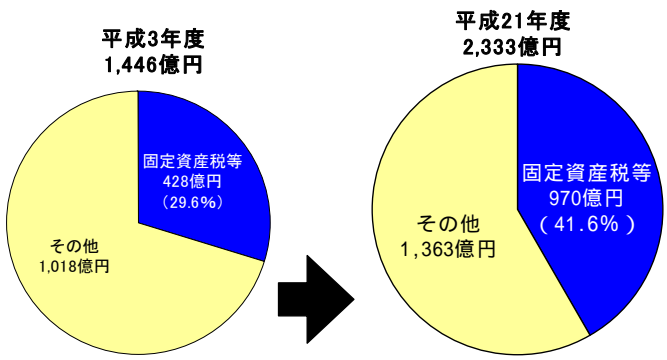 平成3年度
1,446億円
固定資産税等
428億円
（29.6%）
その他
1,018億円
平成21年度
2,333億円
固定資産税等
970億円
（41.6%）
その他
1,363億円